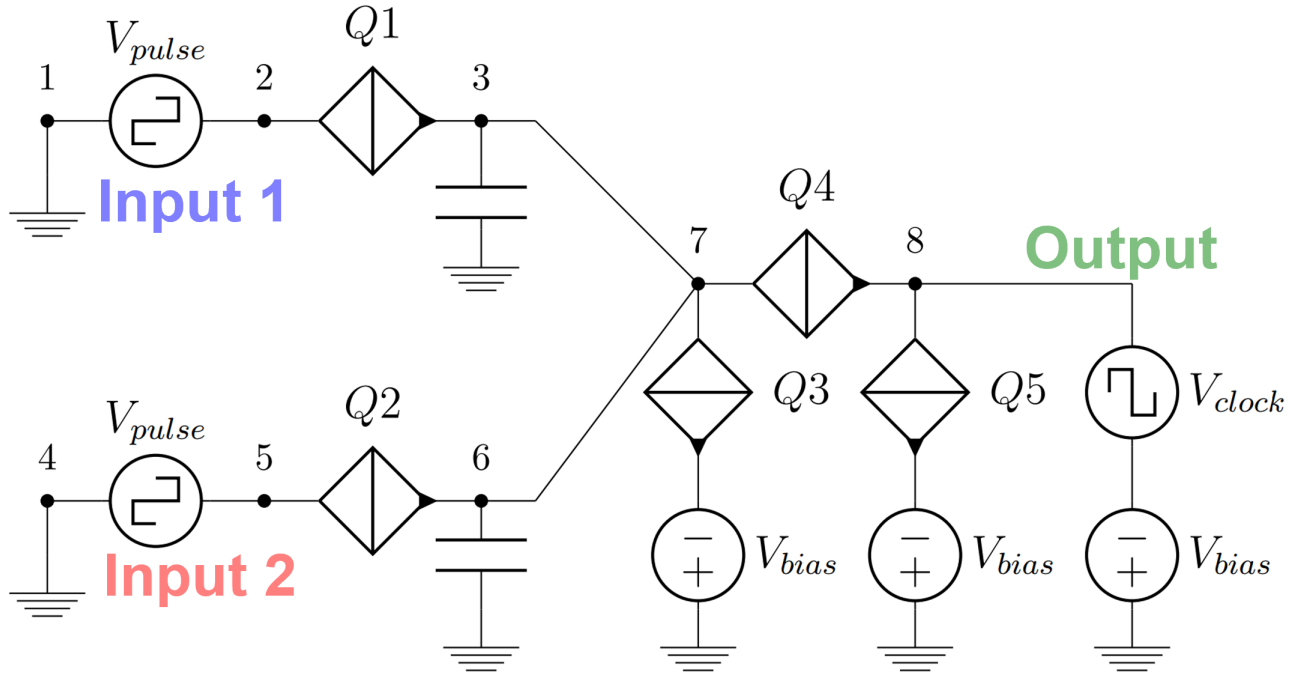 V_pulse
Q1
1
2
3
Input 1
Q4
7
8
Output
V_pulse
Q2
4
5
6
Input 2
Q3
Q5
V_clock
−
+
V_bias
−
+
V_bias
−
+
V_bias